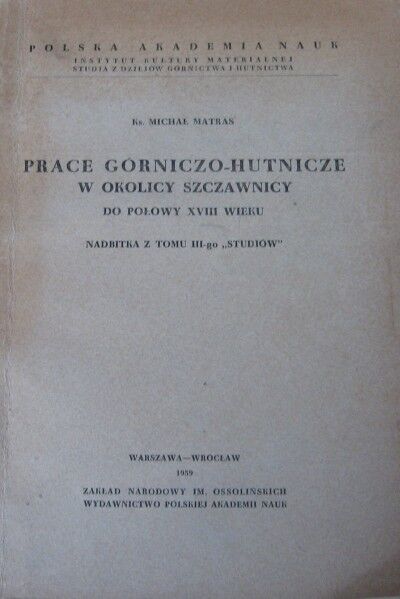 POLSKA AKADEMIA NAUK
INSTYTUT KULTURY MATERIALNEJ
STUDIA Z DZIEJÓW GÓRNICTWA I HUTNICTWA
Ks. MICHAŁ MATRAS
PRACE GÓRNICZO-HUTNICZE
W OKOLICY SZCZAWNICY
DO POŁOWY XVIII WIEKU
NADBITKA Z TOMU III-go „STUDIÓW"
WARSZAWA—WROCŁAW
1959
ZAKŁAD NARODOWY IM. OSSOLIŃSKICH
WYDAWNICTWO POLSKIEJ AKADEMII NAUK